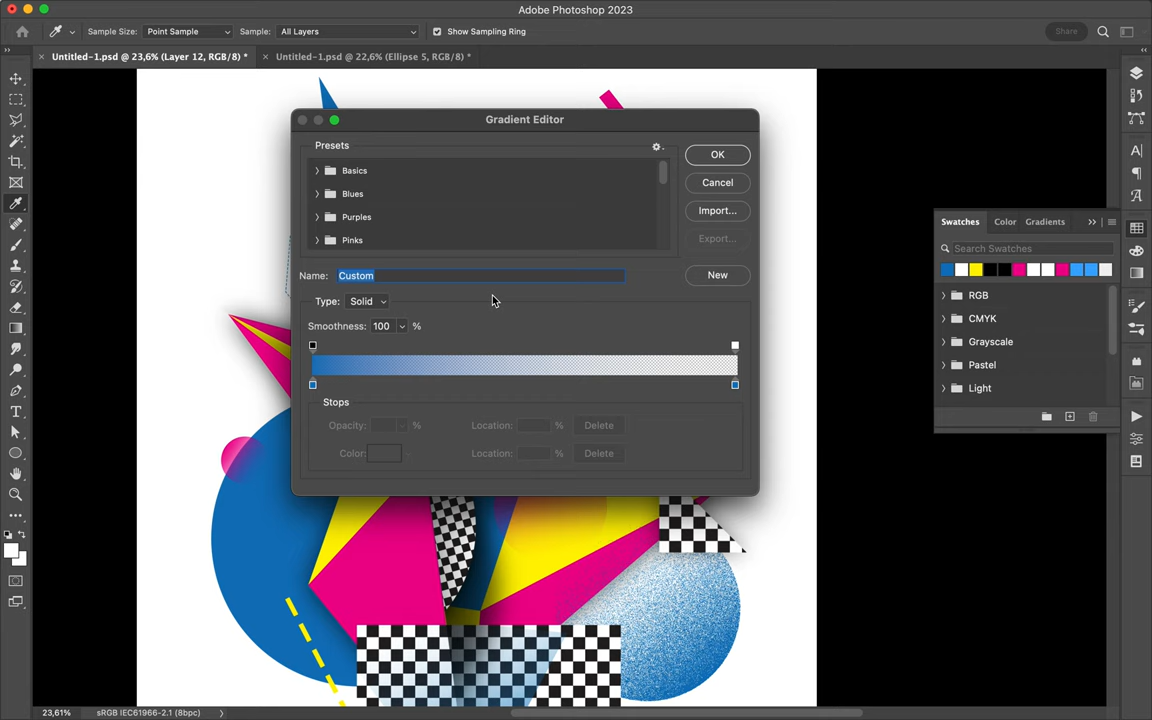 Adobe Photoshop 2023
Sample Size: Point Sample Sample: All Layers Show Sampling Ring Share
Untitled-1.psd @ 23,6% (Layer 12, RGB/8) * Untitled-1.psd @ 22,6% (Ellipse 5, RGB/8) *
Gradient Editor
Presets
Basics
Blues
Purples
Pinks
OK
Cancel
Import...
Export...
Name: Custom New
Type: Solid
Smoothness: 100 %
Stops
Opacity: % Location: % Delete
Color: Location: % Delete
Swatches Color Gradients
Search Swatches
RGB
CMYK
Grayscale
Pastel
Light
23,61% sRGB IEC61966-2.1 (8bpc)